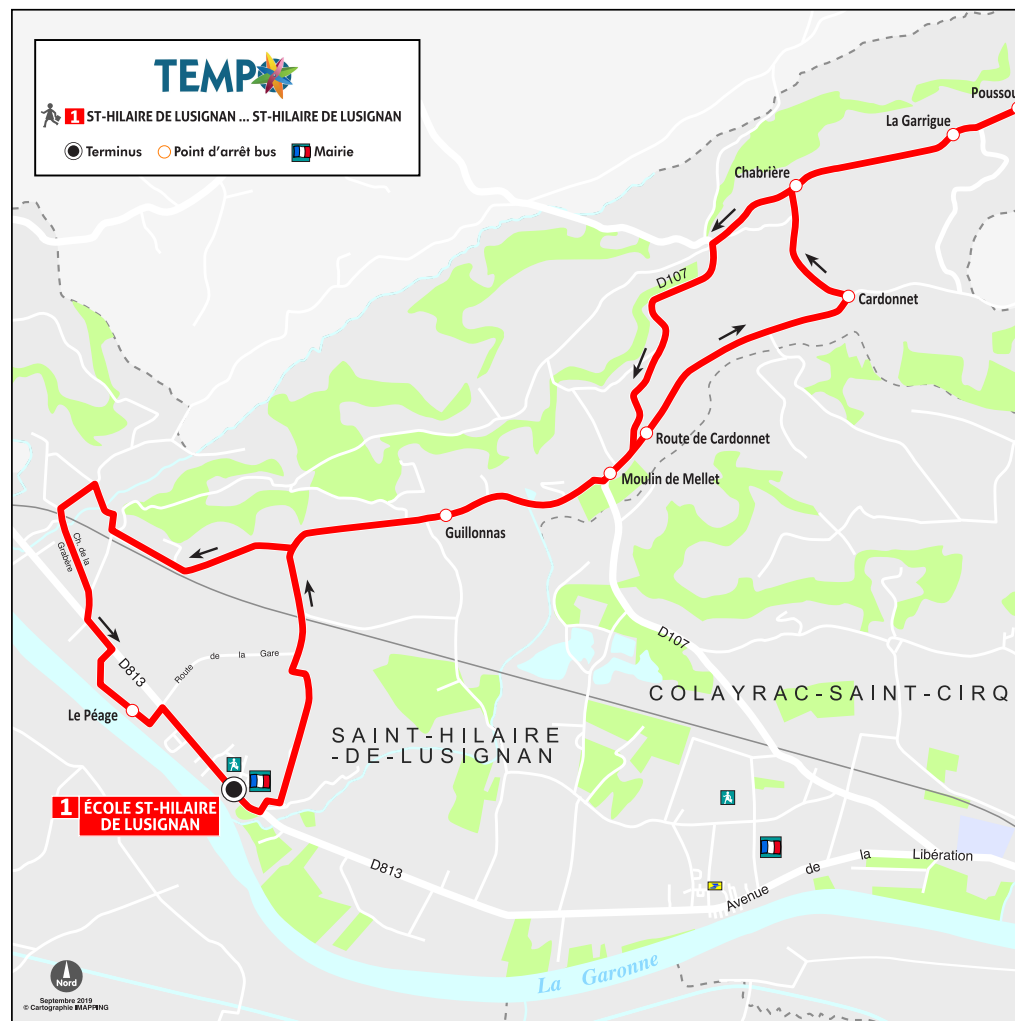 TEMPO
1 ST-HILAIRE DE LUSIGNAN ... ST-HILAIRE DE LUSIGNAN
Terminus Point d'arrêt bus Mairie
Poussou
La Garrigue
Chabrière
D107
Cardonnet
Route de Cardonnet
Moulin de Mellet
Guillonnas
Ch. de la
Grabère
D813
Route de la Gare
Le Péage
D107
COLAYRAC-SAINT-CIRQ
SAINT-HILAIRE
-DE-LUSIGNAN
1 ÉCOLE ST-HILAIRE
DE LUSIGNAN
D813
Avenue de la Libération
La Garonne
Nord
Septembre 2019
© Cartographie IMAPPING